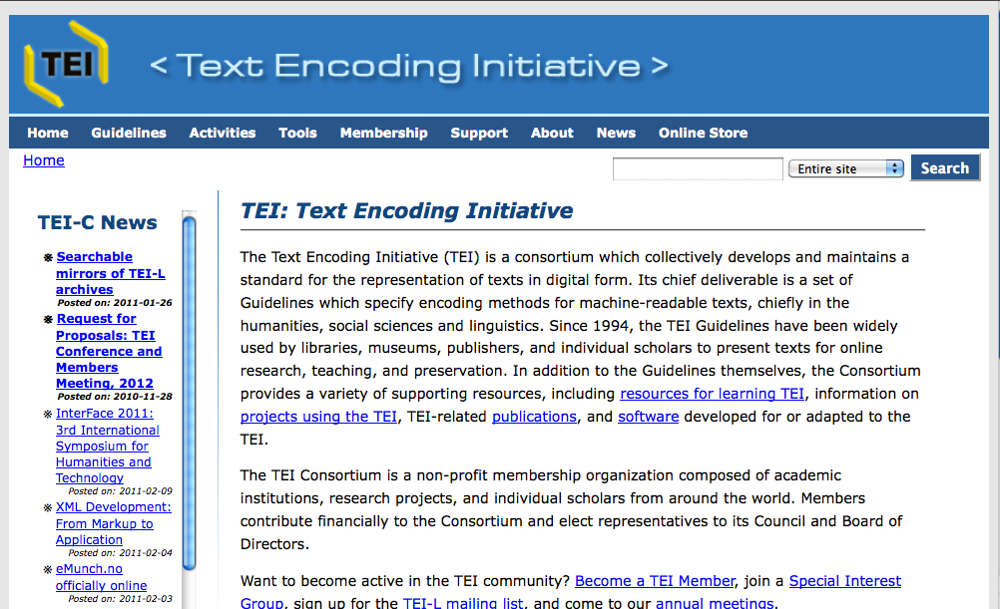 TEI
< Text Encoding Initiative >
Home Guidelines Activities Tools Membership Support About News Online Store
Home
Entire site Search
TEI-C News
※ Searchable
mirrors of TEI-L
archives
Posted on: 2011-01-26
※ Request for
Proposals: TEI
Conference and
Members
Meeting, 2012
Posted on: 2010-11-28
※ InterFace 2011:
3rd International
Symposium for
Humanities and
Technology
Posted on: 2011-02-09
※ XML Development:
From Markup to
Application
Posted on: 2011-02-04
※ eMunch.no
officially online
Posted on: 2011-02-03
TEI: Text Encoding Initiative
The Text Encoding Initiative (TEI) is a consortium which collectively develops and maintains a
standard for the representation of texts in digital form. Its chief deliverable is a set of
Guidelines which specify encoding methods for machine-readable texts, chiefly in the
humanities, social sciences and linguistics. Since 1994, the TEI Guidelines have been widely
used by libraries, museums, publishers, and individual scholars to present texts for online
research, teaching, and preservation. In addition to the Guidelines themselves, the Consortium
provides a variety of supporting resources, including resources for learning TEI, information on
projects using the TEI, TEI-related publications, and software developed for or adapted to the
TEI.
The TEI Consortium is a non-profit membership organization composed of academic
institutions, research projects, and individual scholars from around the world. Members
contribute financially to the Consortium and elect representatives to its Council and Board of
Directors.
Want to become active in the TEI community? Become a TEI Member, join a Special Interest
Group, sign up for the TEI-L mailing list, and come to our annual meetings.